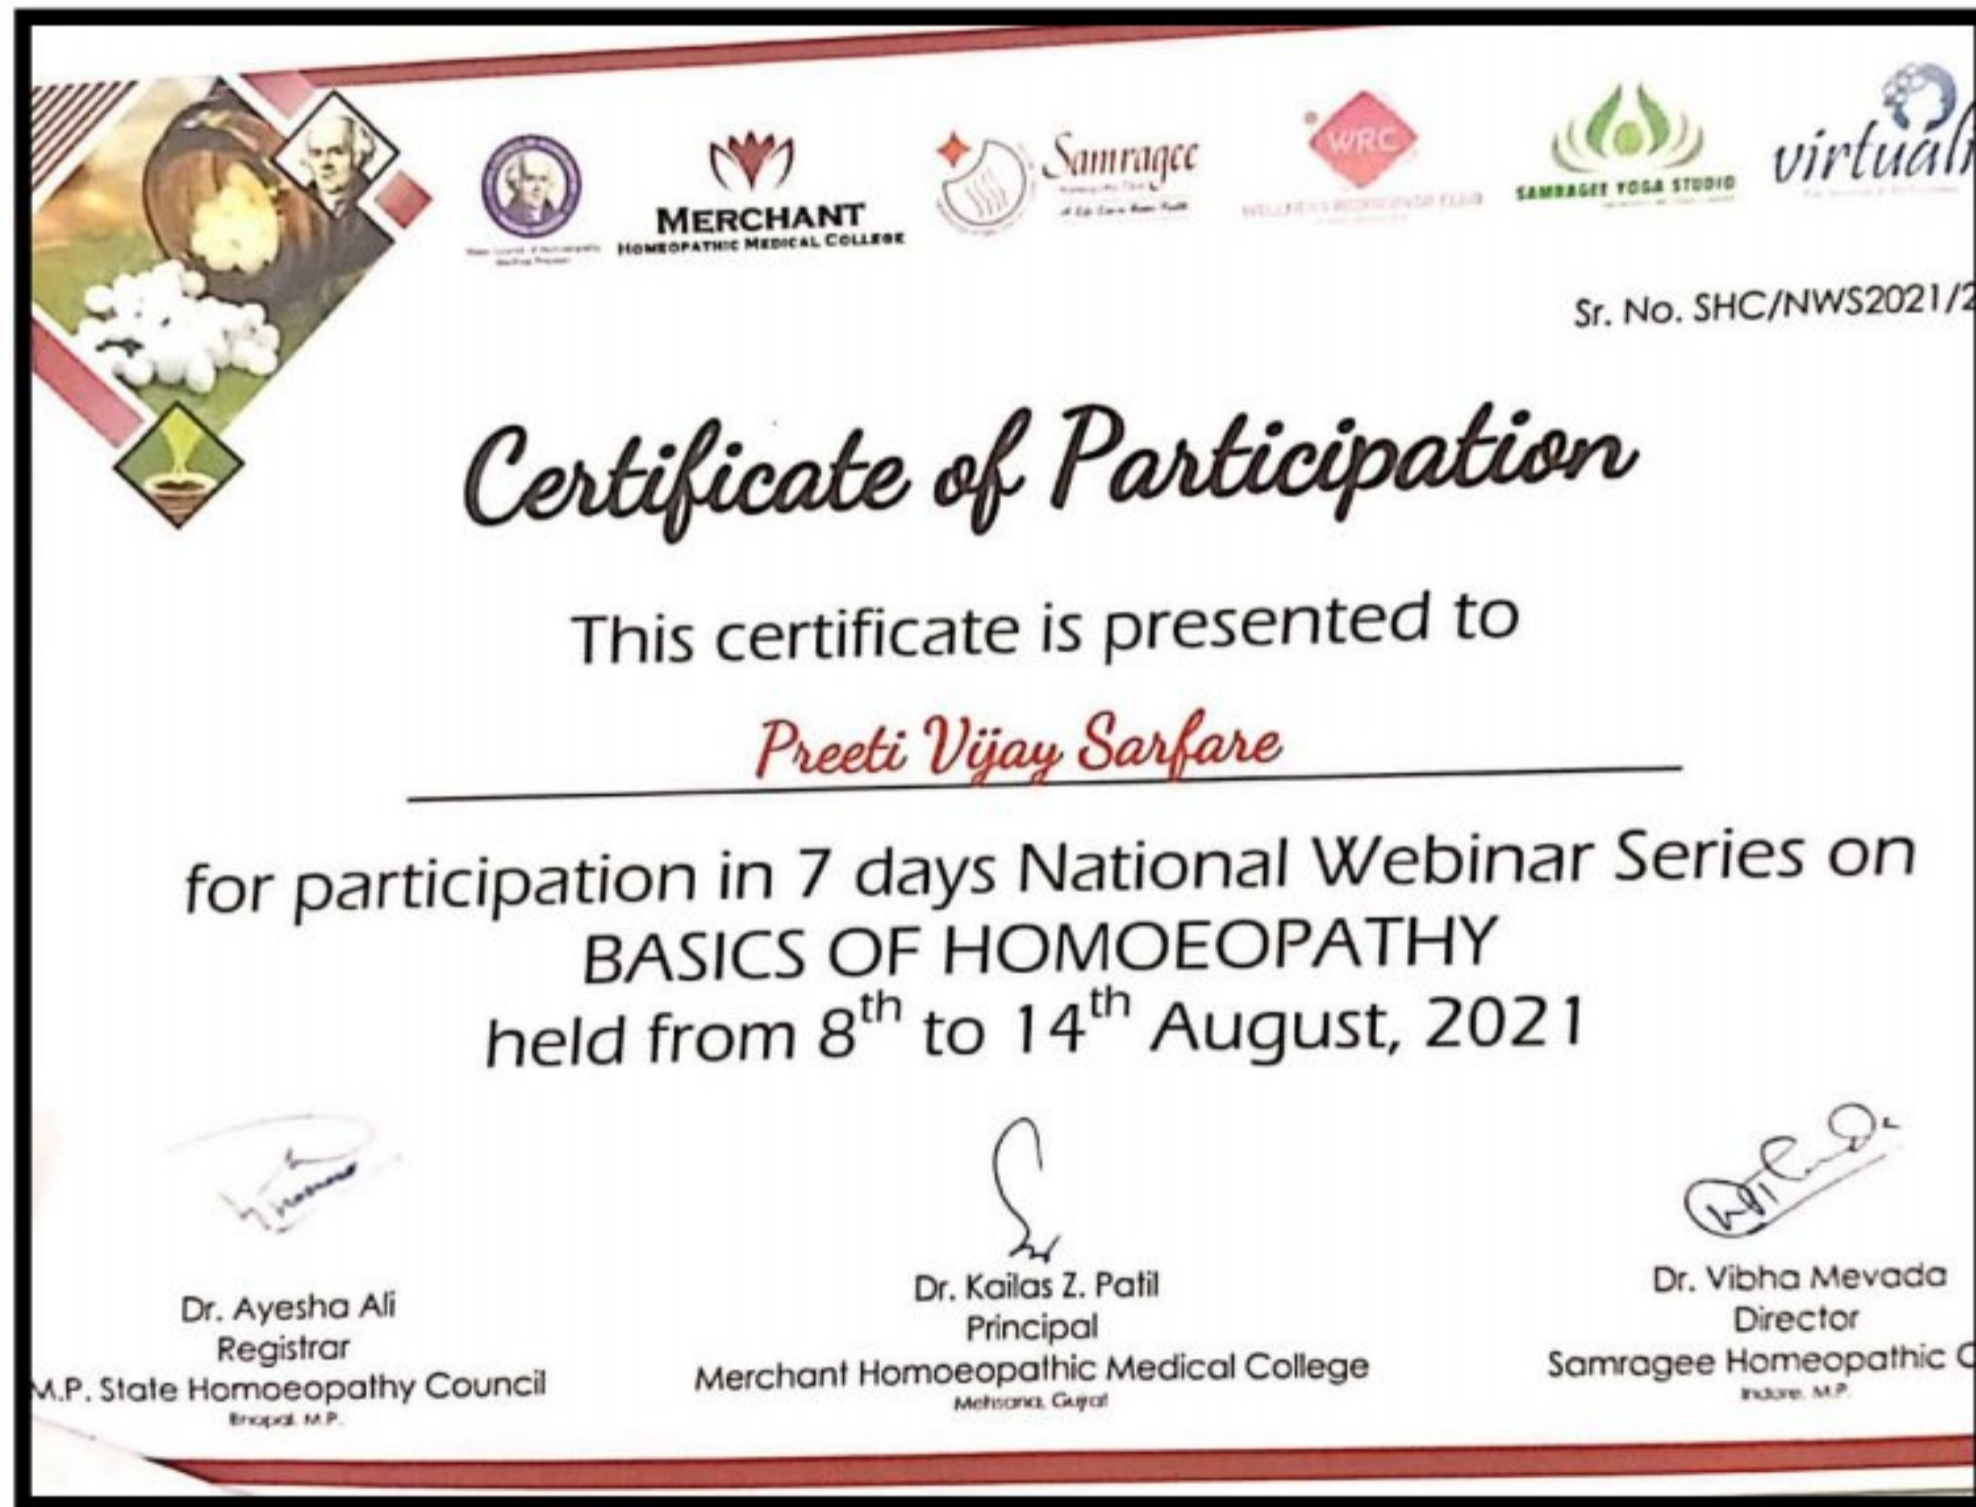 MERCHANT
HOMEOPATHIC MEDICAL COLLEGE
Samragee
WRC
WELLNESS
SAMRAGEE YOGA STUDIO
Sr. No. SHC/NWS2021/2
Certificate of Participation
This certificate is presented to
Preeti Vijay Sarfare
for participation in 7 days National Webinar Series on
BASICS OF HOMOEOPATHY
held from 8th to 14th August, 2021
Dr. Ayesha Ali
Registrar
M.P. State Homoeopathy Council
Bhopal. M.P.
Dr. Kailas Z. Patil
Principal
Merchant Homoeopathic Medical College
Mehsana, Gujrat
Dr. Vibha Mevada
Director
Samragee Homeopathic C
Indore, M.P.